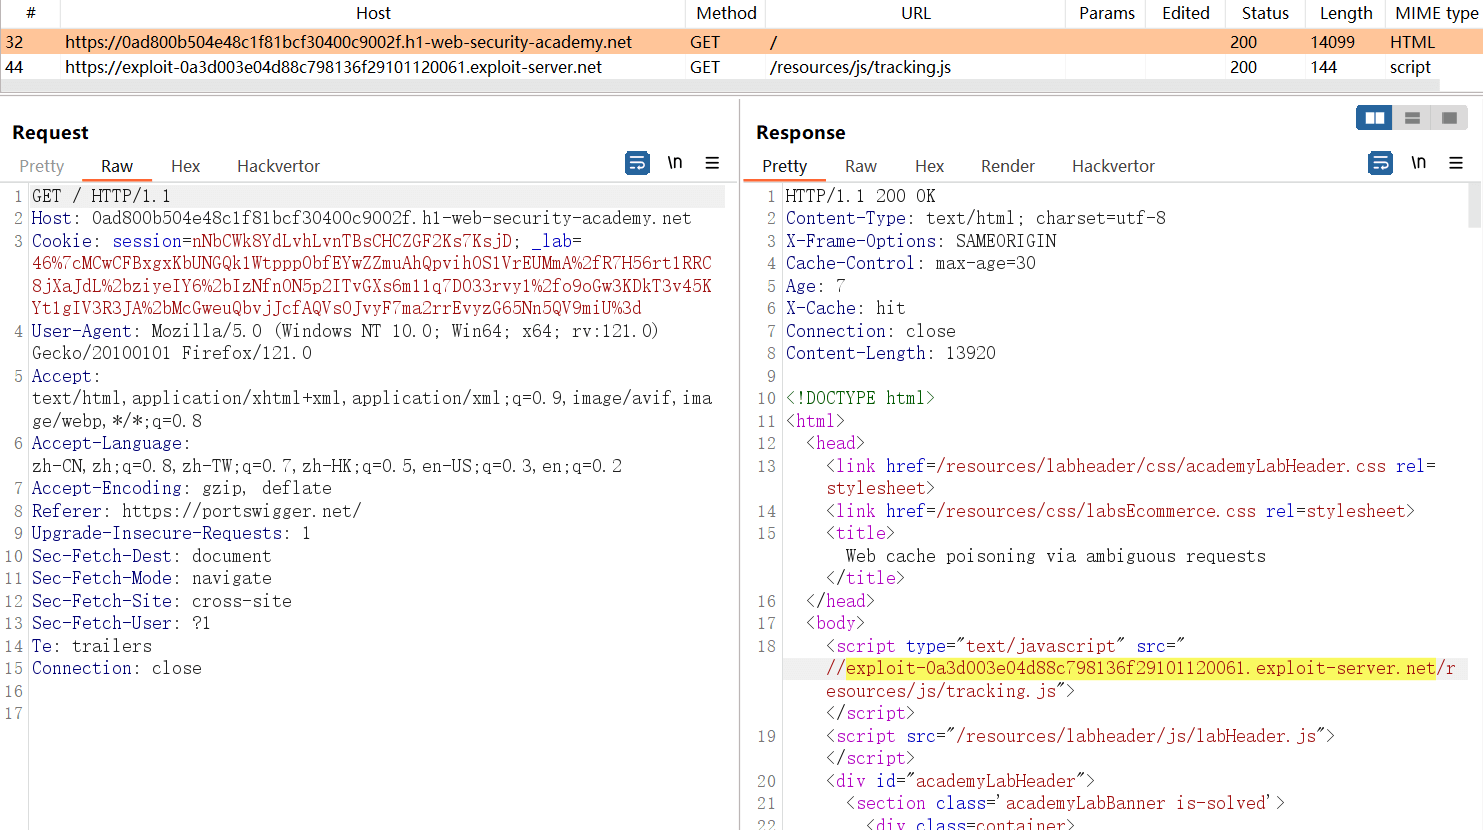 # Host Method URL Params Edited Status Length MIME type
32 https://0ad800b504e48c1f81bcf30400c9002f.h1-web-security-academy.net GET / 200 14099 HTML
44 https://exploit-0a3d003e04d88c798136f29101120061.exploit-server.net GET /resources/js/tracking.js 200 144 script
Request
Pretty Raw Hex Hackvertor \n
1 GET / HTTP/1.1
2 Host: 0ad800b504e48c1f81bcf30400c9002f.h1-web-security-academy.net
3 Cookie: session=nNbCWk8YdLvhLvnTBsCHCZGF2Ks7KsjD; _lab=
46%7cMCwCFBxgxKbUNGQk1WtpppObfEYwZZmuAhQpvihOS1VrEUMmA%2fR7H56rt1RRC
8jXaJdL%2bziyeIY6%2bIzNfnON5p2ITvGXs6m11q7DO33rvy1%2fo9oGw3KDkT3v45K
Yt1gIV3R3JA%2bMcGweuQbvjJcfAQVsOJvyF7ma2rrEvyzG65Nn5QV9miU%3d
4 User-Agent: Mozilla/5.0 (Windows NT 10.0; Win64; x64; rv:121.0)
Gecko/20100101 Firefox/121.0
5 Accept:
text/html,application/xhtml+xml,application/xml;q=0.9,image/avif,ima
ge/webp,*/*;q=0.8
6 Accept-Language:
zh-CN,zh;q=0.8,zh-TW;q=0.7,zh-HK;q=0.5,en-US;q=0.3,en;q=0.2
7 Accept-Encoding: gzip, deflate
8 Referer: https://portswigger.net/
9 Upgrade-Insecure-Requests: 1
10 Sec-Fetch-Dest: document
11 Sec-Fetch-Mode: navigate
12 Sec-Fetch-Site: cross-site
13 Sec-Fetch-User: ?1
14 Te: trailers
15 Connection: close
16
17
Response
Pretty Raw Hex Render Hackvertor \n
1 HTTP/1.1 200 OK
2 Content-Type: text/html; charset=utf-8
3 X-Frame-Options: SAMEORIGIN
4 Cache-Control: max-age=30
5 Age: 7
6 X-Cache: hit
7 Connection: close
8 Content-Length: 13920
9
10 <!DOCTYPE html>
11 <html>
12 <head>
13 <link href=/resources/labheader/css/academyLabHeader.css rel=
stylesheet>
14 <link href=/resources/css/labsEcommerce.css rel=stylesheet>
15 <title>
Web cache poisoning via ambiguous requests
</title>
16 </head>
17 <body>
18 <script type="text/javascript" src="
//exploit-0a3d003e04d88c798136f29101120061.exploit-server.net/r
esources/js/tracking.js">
</script>
19 <script src="/resources/labheader/js/labHeader.js">
</script>
20 <div id="academyLabHeader">
21 <section class='academyLabBanner is-solved'>
22 <div class=container>